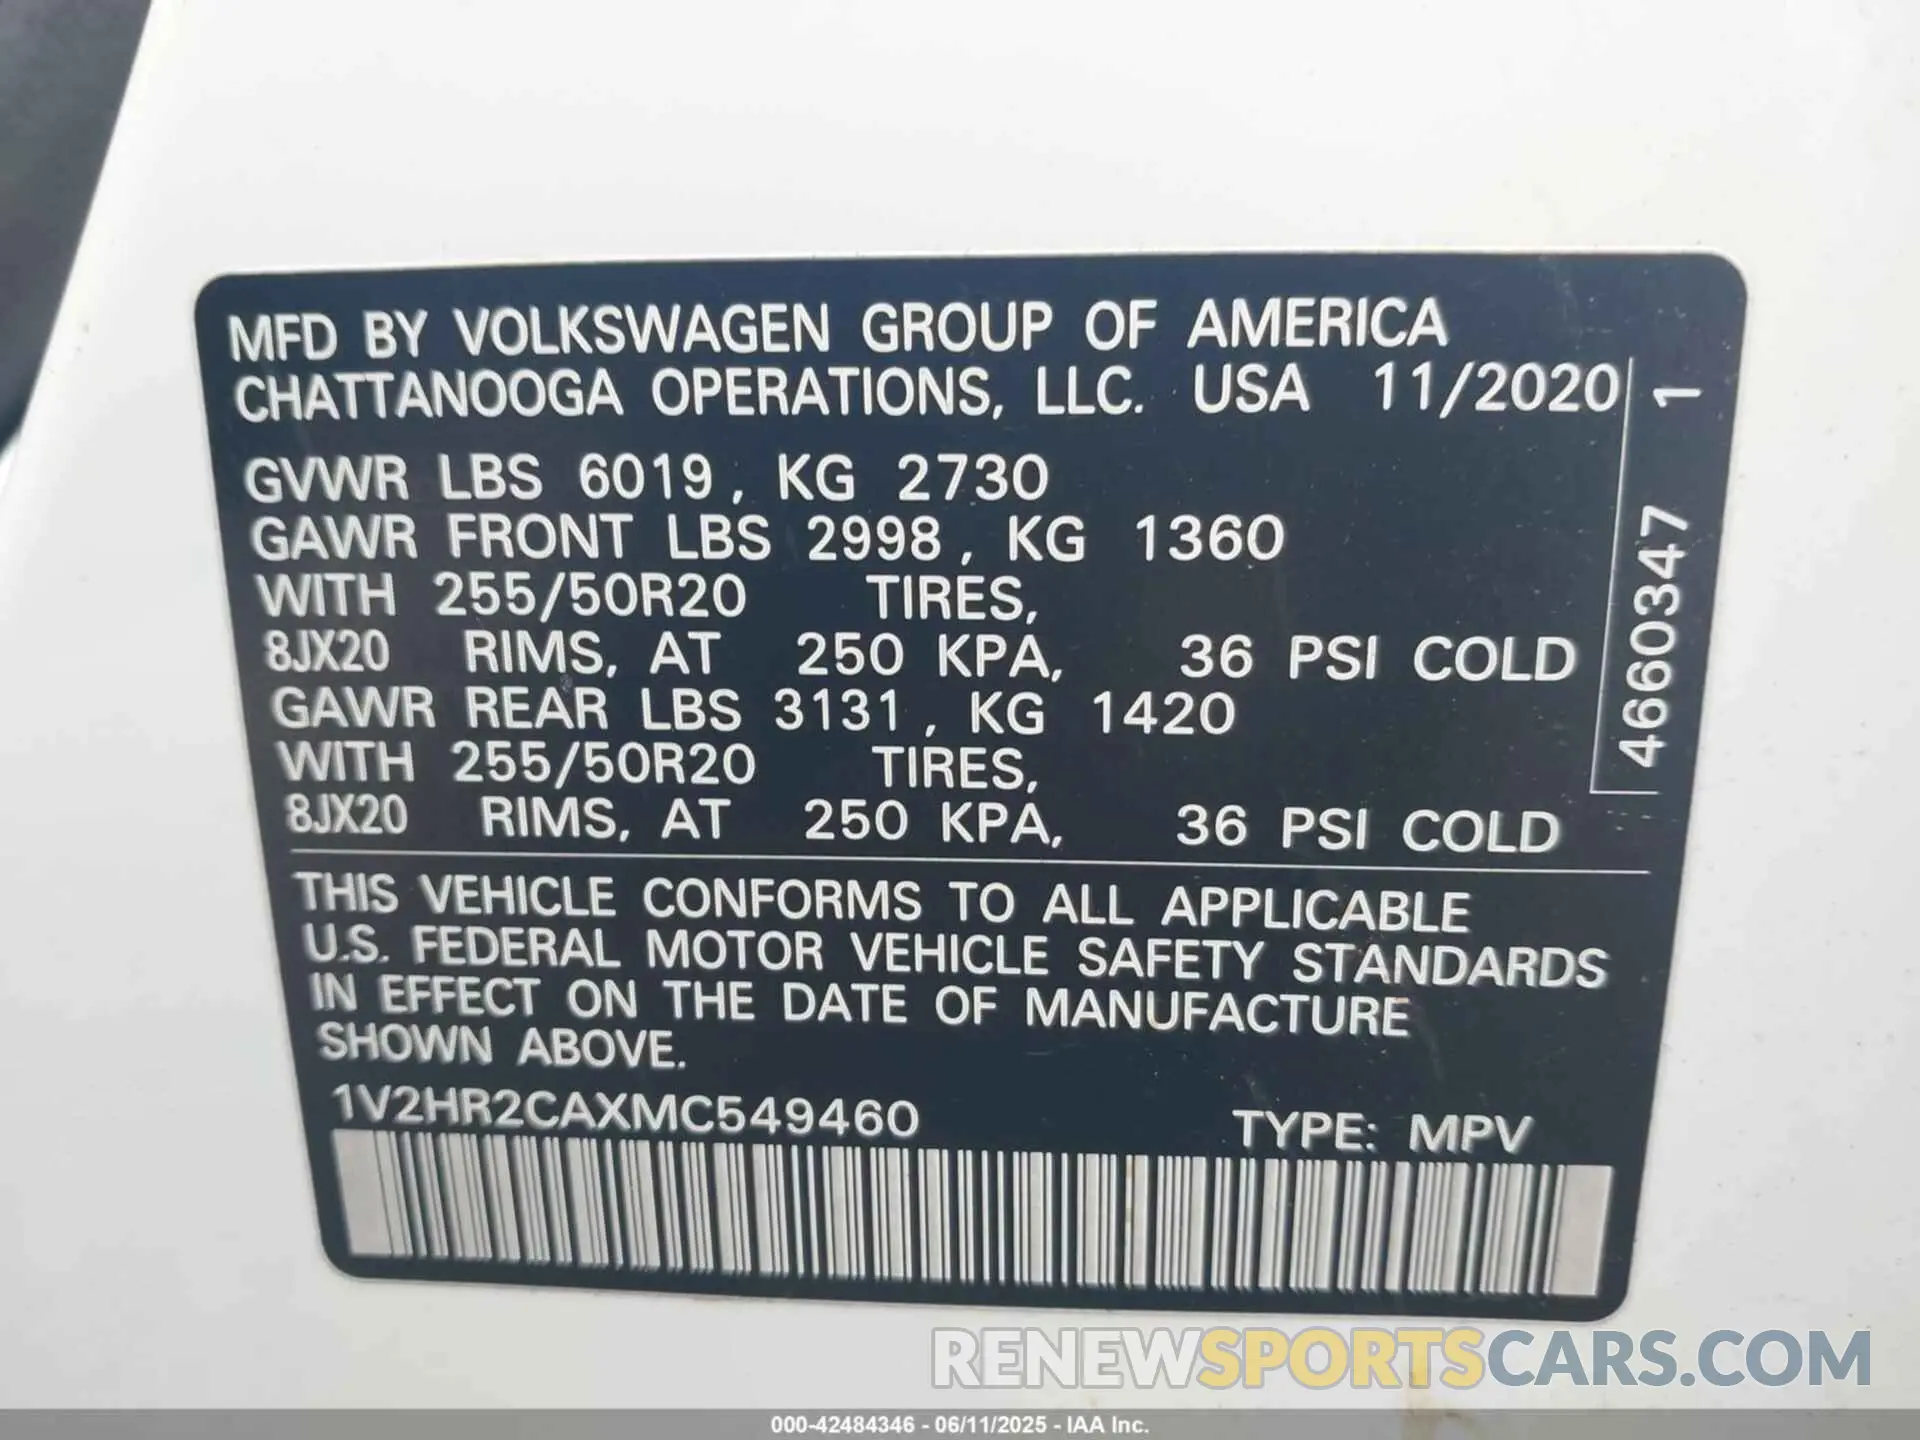 MFD BY VOLKSWAGEN GROUP OF AMERICA
CHATTANOOGA OPERATIONS, LLC. USA 11/2020
GVWR LBS 6019, KG 2730
GAWR FRONT LBS 2998, KG 1360
WITH 255/50R20 TIRES,
8JX20 RIMS, AT 250 KPA, 36 PSI COLD
GAWR REAR LBS 3131, KG 1420
WITH 255/50R20 TIRES,
8JX20 RIMS, AT 250 KPA, 36 PSI COLD
4660347 1
THIS VEHICLE CONFORMS TO ALL APPLICABLE
U.S. FEDERAL MOTOR VEHICLE SAFETY STANDARDS
IN EFFECT ON THE DATE OF MANUFACTURE
SHOWN ABOVE.
1V2HR2CAXMC549460 TYPE: MPV
RENEWSPORTSCARS.COM
000-42484346 - 06/11/2025 - IAA Inc.